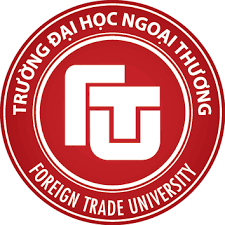 TRƯỜNG ĐẠI HỌC NGOẠI THƯƠNG
FTU
FOREIGN TRADE UNIVERSITY